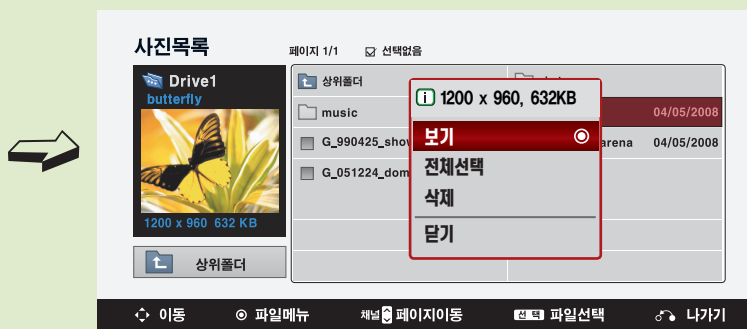 사진목록
페이지 1/1 선택없음
Drive1
butterfly
1200 x 960 632 KB
상위폴더
상위폴더
music
04/05/2008
G_990425_sho
arena 04/05/2008
G_051224_dom
1200 x 960, 632KB
보기
전체선택
삭제
닫기
이동 파일메뉴 채널 페이지이동 선택 파일선택 나가기